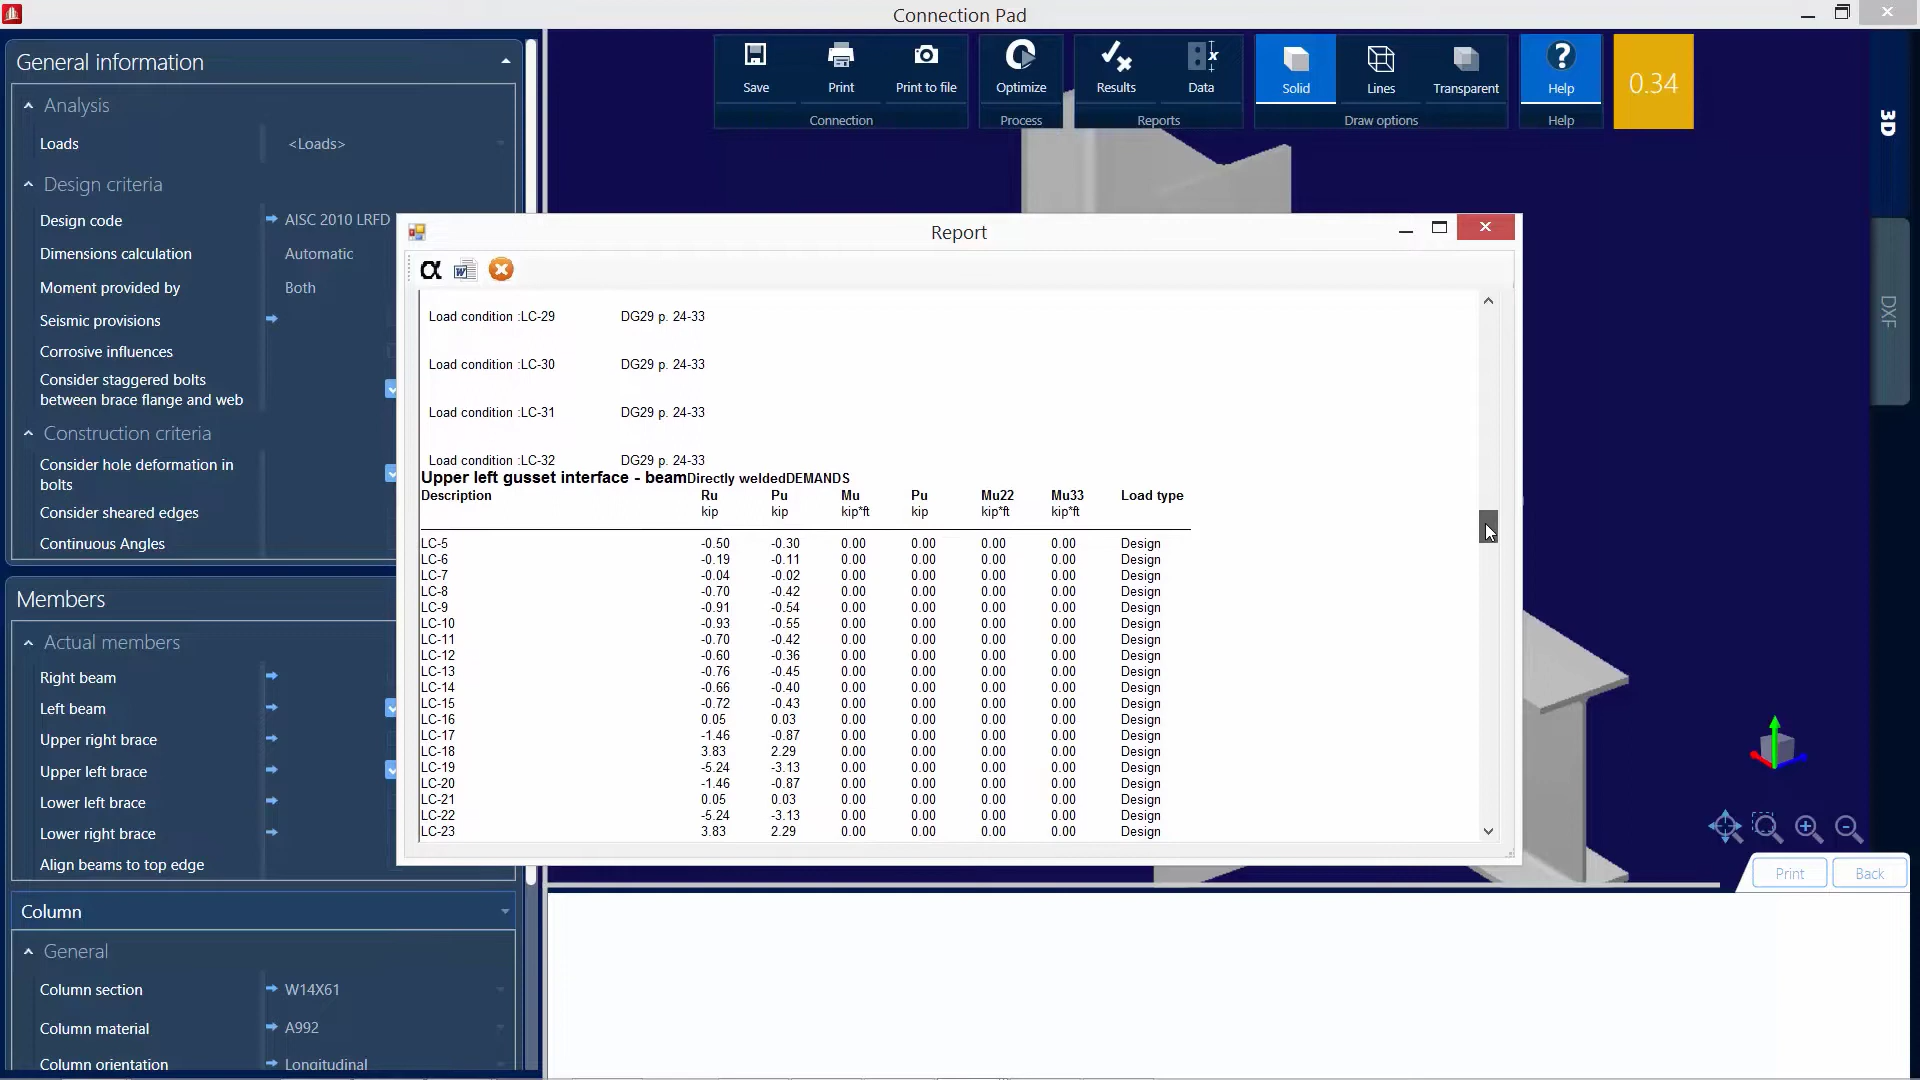 Connection Pad
General information
Analysis
Loads <Loads>
Design criteria
Design code AISC 2010 LRFD
Dimensions calculation Automatic
Moment provided by Both
Seismic provisions
Corrosive influences
Consider staggered bolts
between brace flange and web
Construction criteria
Consider hole deformation in
bolts
Consider sheared edges
Continuous Angles
Members
Actual members
Right beam
Left beam
Upper right brace
Upper left brace
Lower left brace
Lower right brace
Align beams to top edge
Column
General
Column section W14X61
Column material A992
Column orientation Longitudinal
Save Print Print to file Optimize Results Data Solid Lines Transparent Help 0.34
Connection Process Reports Draw options Help
3D
DXF
Report
α W
Load condition :LC-29 DG29 p. 24-33
Load condition :LC-30 DG29 p. 24-33
Load condition :LC-31 DG29 p. 24-33
Load condition :LC-32 DG29 p. 24-33
Upper left gusset interface - beamDirectly weldedDEMANDS
Description Ru Pu Mu Pu Mu22 Mu33 Load type
kip kip kip*ft kip kip*ft kip*ft
LC-5 -0.50 -0.30 0.00 0.00 0.00 0.00 Design
LC-6 -0.19 -0.11 0.00 0.00 0.00 0.00 Design
LC-7 -0.04 -0.02 0.00 0.00 0.00 0.00 Design
LC-8 -0.70 -0.42 0.00 0.00 0.00 0.00 Design
LC-9 -0.91 -0.54 0.00 0.00 0.00 0.00 Design
LC-10 -0.93 -0.55 0.00 0.00 0.00 0.00 Design
LC-11 -0.70 -0.42 0.00 0.00 0.00 0.00 Design
LC-12 -0.60 -0.36 0.00 0.00 0.00 0.00 Design
LC-13 -0.76 -0.45 0.00 0.00 0.00 0.00 Design
LC-14 -0.66 -0.40 0.00 0.00 0.00 0.00 Design
LC-15 -0.72 -0.43 0.00 0.00 0.00 0.00 Design
LC-16 0.05 0.03 0.00 0.00 0.00 0.00 Design
LC-17 -1.46 -0.87 0.00 0.00 0.00 0.00 Design
LC-18 3.83 2.29 0.00 0.00 0.00 0.00 Design
LC-19 -5.24 -3.13 0.00 0.00 0.00 0.00 Design
LC-20 -1.46 -0.87 0.00 0.00 0.00 0.00 Design
LC-21 0.05 0.03 0.00 0.00 0.00 0.00 Design
LC-22 -5.24 -3.13 0.00 0.00 0.00 0.00 Design
LC-23 3.83 2.29 0.00 0.00 0.00 0.00 Design
Print Back